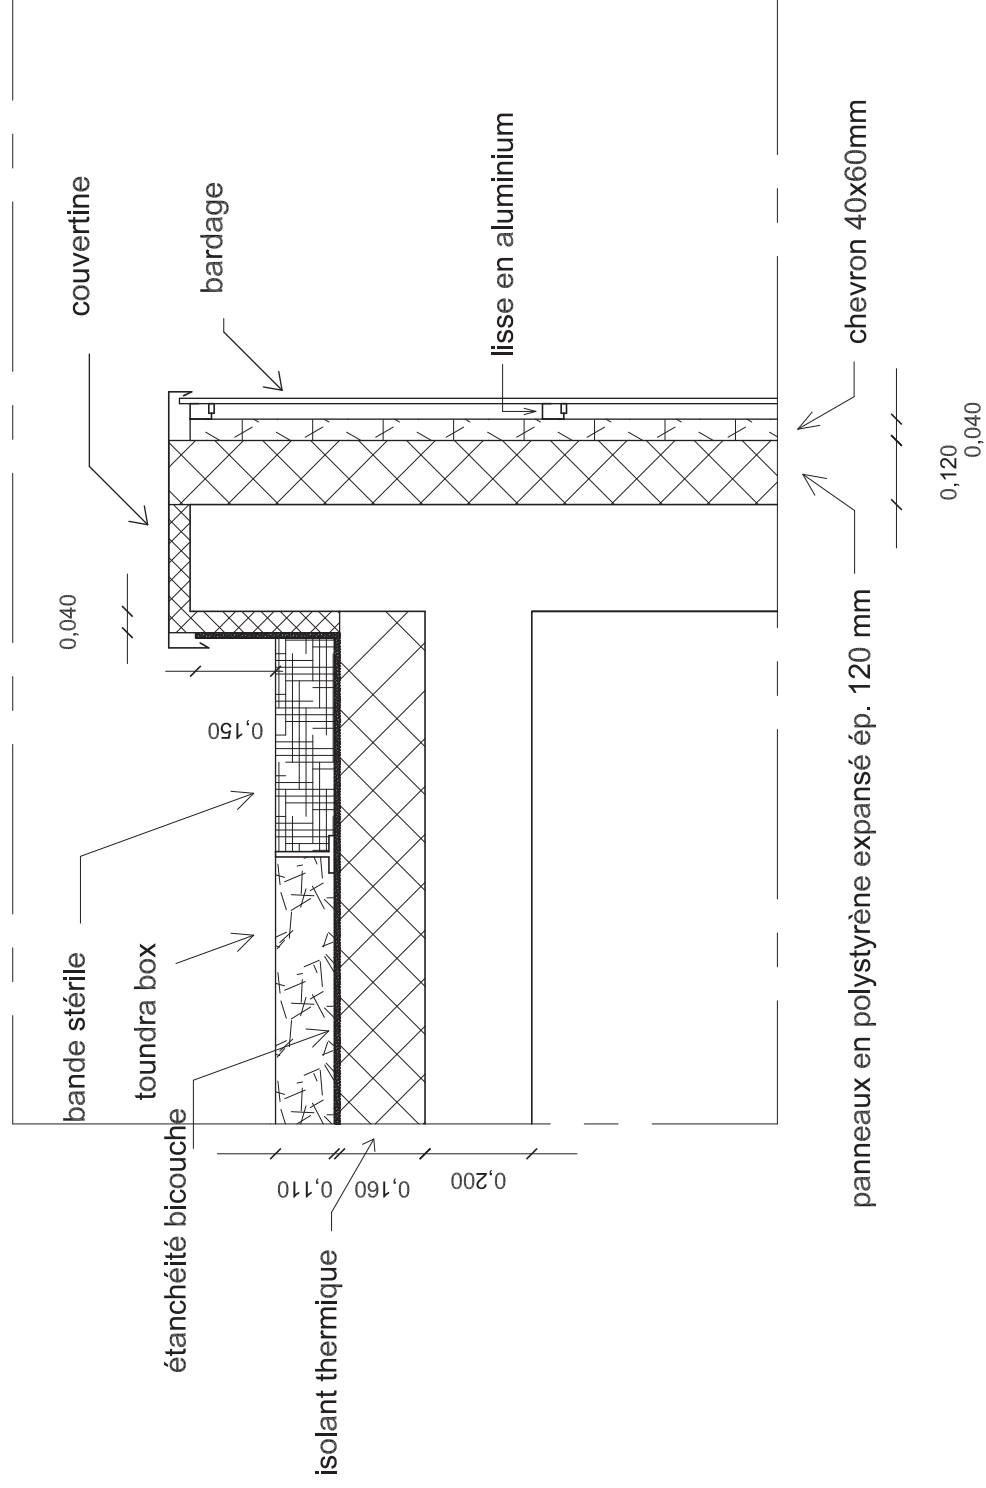 couvertine
bardage
lisse en aluminium
chevron 40x60mm
0,040
0,120
0,040
0,150
bande stérile
toundra box
étanchéité bicouche
isolant thermique
0,110
0,160
0,200
panneaux en polystyrène expansé ép. 120 mm